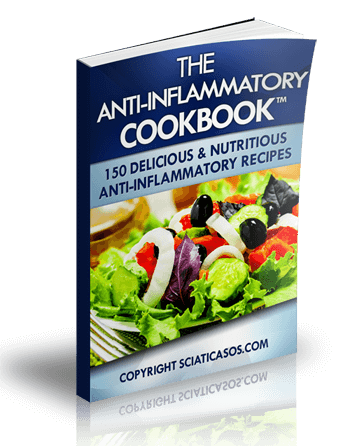 THE
ANTI-INFLAMMATORY
COOKBOOK™
150 DELICIOUS & NUTRITIOUS
ANTI-INFLAMMATORY RECIPES
COPYRIGHT SCIATICASOS.COM